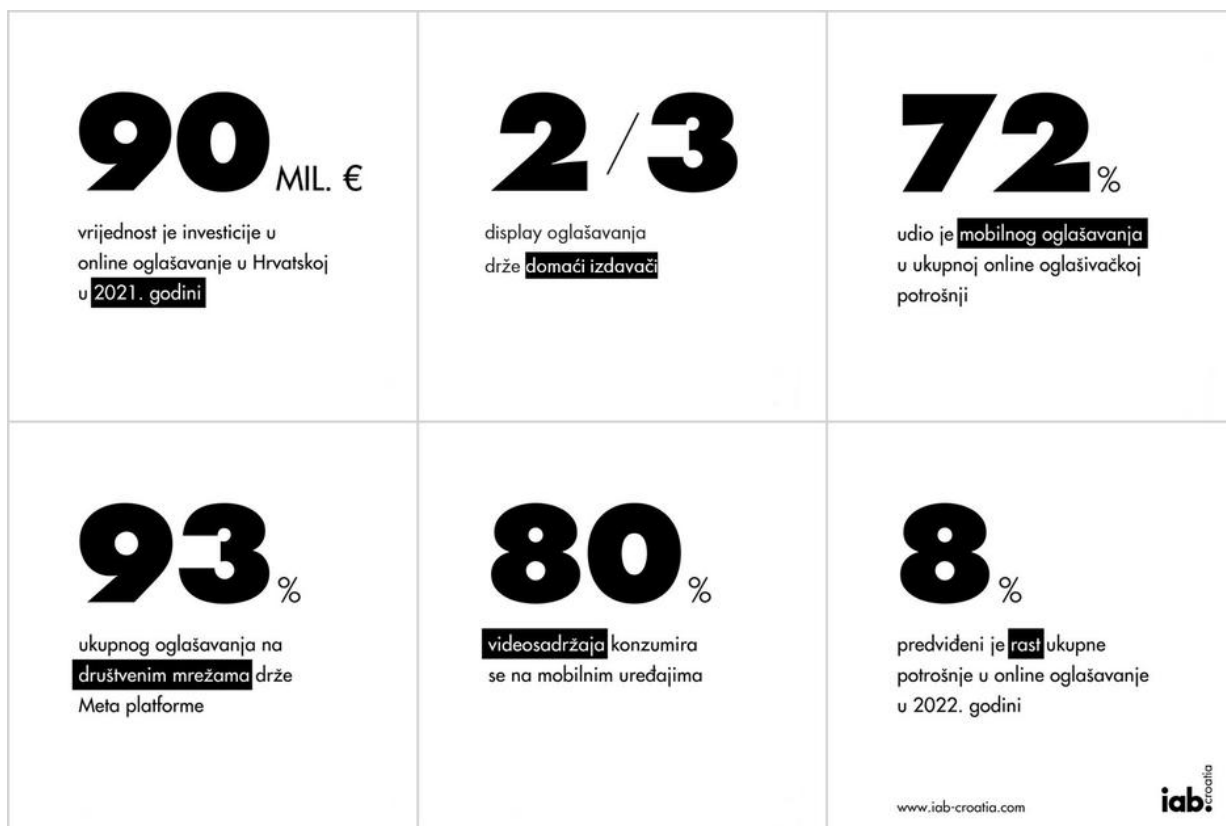 90 MIL. €
vrijednost je investicije u
online oglašavanje u Hrvatskoj
u 2021. godini
2/3
display oglašavanja
drže domaći izdavači
72%
udio je mobilnog oglašavanja
u ukupnoj online oglašivačkoj
potrošnji
93%
ukupnog oglašavanja na
društvenim mrežama drže
Meta platforme
80%
videosadržaja konzumira
se na mobilnim uređajima
8%
predviđeni je rast ukupne
potrošnje u online oglašavanje
u 2022. godini
www.iab-croatia.com
iab. croatia